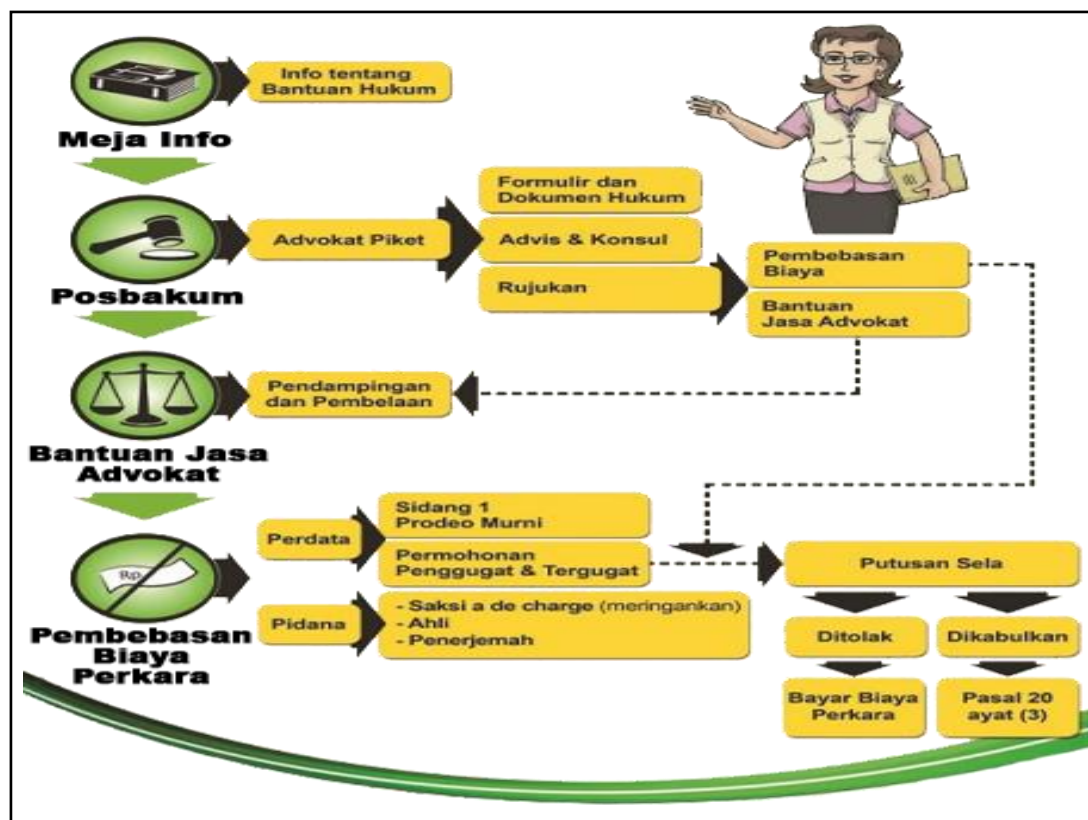 Info tentang
Bantuan Hukum
Meja Info
Formulir dan
Dokumen Hukum
Advokat Piket
Advis & Konsul
Rujukan
Pembebasan
Biaya
Bantuan
Jasa Advokat
Posbakum
Pendampingan
dan Pembelaan
Bantuan Jasa
Advokat
Perdata
Sidang 1
Prodeo Murni
Permohonan
Penggugat & Tergugat
Putusan Sela
Rp
Pidana
- Saksi a de charge (meringankan)
- Ahli
- Penerjemah
Pembebasan
Biaya
Perkara
Ditolak
Dikabulkan
Bayar Biaya
Perkara
Pasal 20
ayat (3)